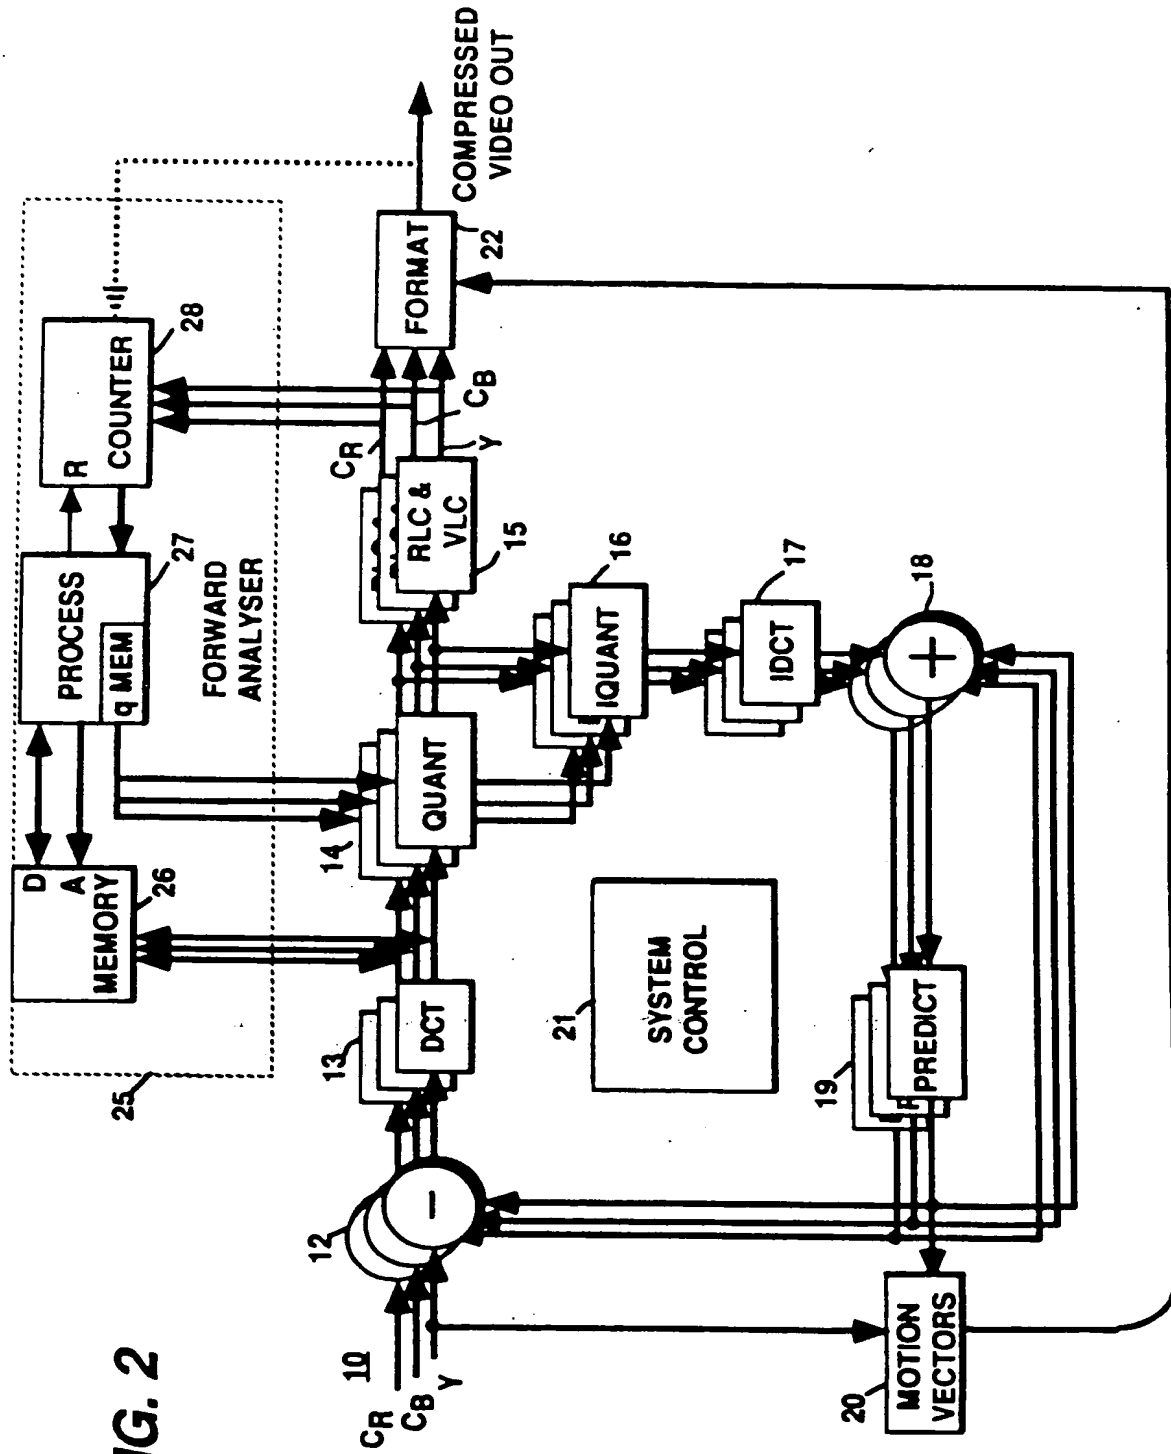 FIG. 2
25
D
A
MEMORY
26
PROCESS
q MEM
27
FORWARD
ANALYSER
R
COUNTER
28
10
CR
CB
Y
12
13
DCT
14
QUANT
RLC &
VLC
15
CR
CB
Y
FORMAT
22
COMPRESSED
VIDEO OUT
IQUANT
16
IDCT
17
18
21
SYSTEM
CONTROL
19
PREDICT
20
MOTION
VECTORS